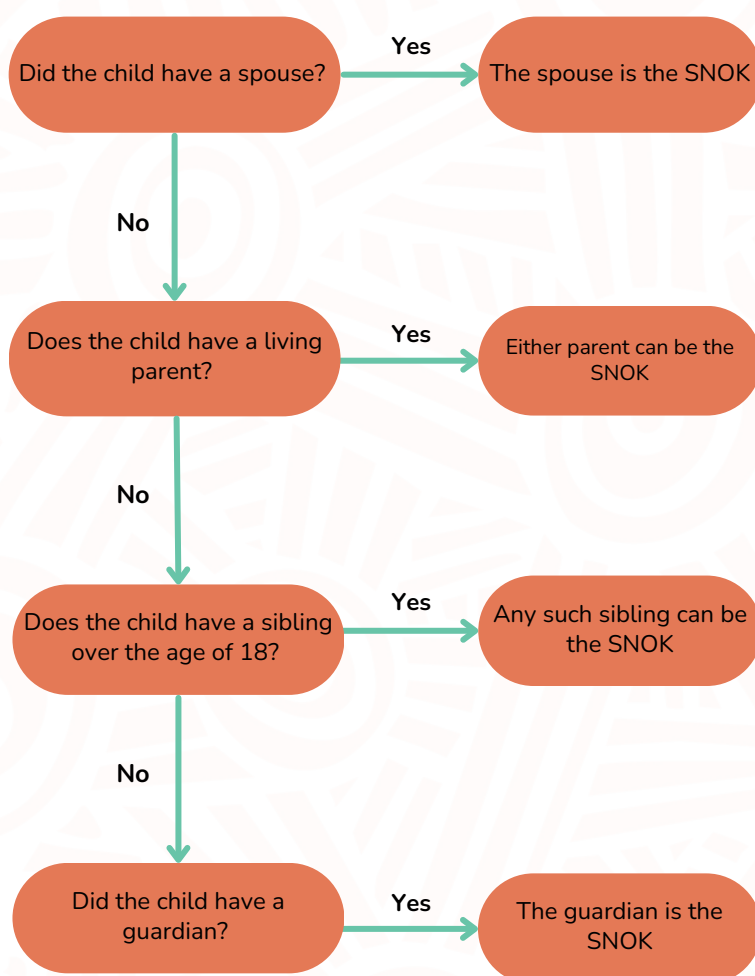 Did the child have a spouse?
Yes
The spouse is the SNOK
No
Does the child have a living
parent?
Yes
Either parent can be the
SNOK
No
Does the child have a sibling
over the age of 18?
Yes
Any such sibling can be
the SNOK
No
Did the child have a
guardian?
Yes
The guardian is the
SNOK